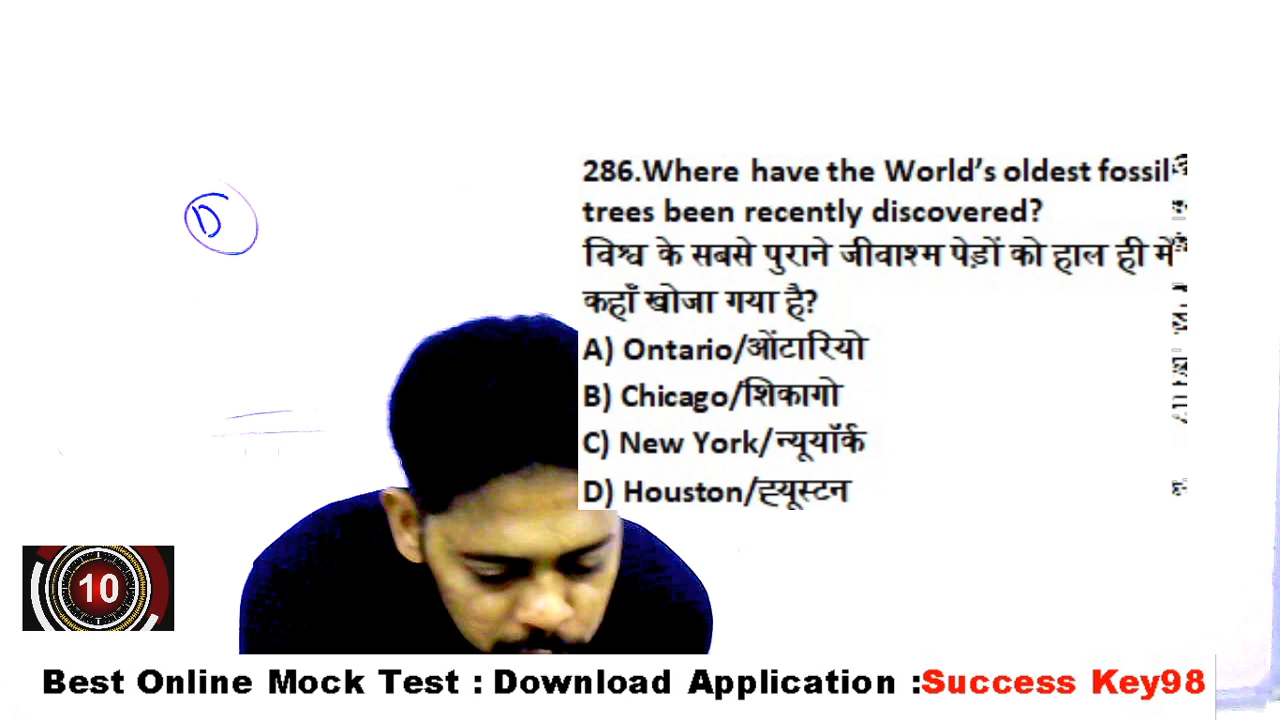 286.Where have the World's oldest fossil
trees been recently discovered?
विश्व के सबसे पुराने जीवाश्म पेड़ों को हाल ही में
कहाँ खोजा गया है?
A) Ontario/ओंटारियो
B) Chicago/शिकागो
C) New York/न्यूयॉर्क
D) Houston/ह्यूस्टन
D
10
Best Online Mock Test : Download Application :Success Key98